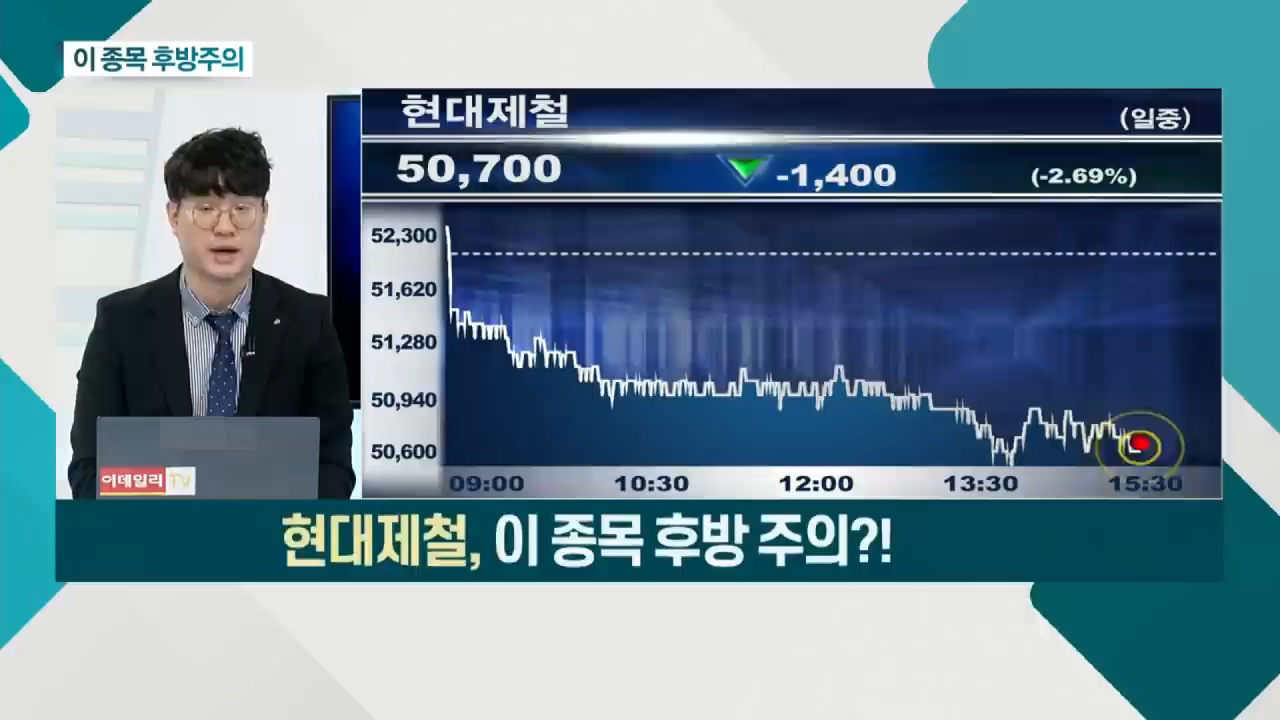 이 종목 후방주의
현대제철 (일중)
50,700 -1,400 (-2.69%)
52,300
51,620
51,280
50,940
50,600
09:00 10:30 12:00 13:30 15:30
이데일리 TV
현대제철, 이 종목 후방 주의?!